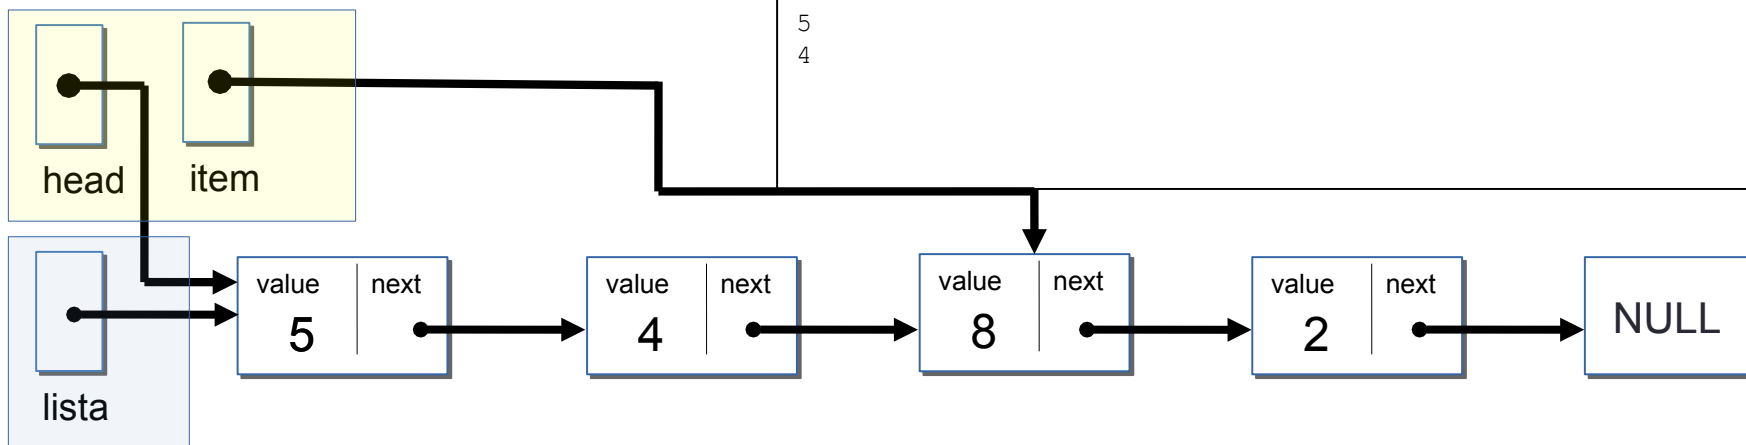 5
4
head item
value next value next value next value next
5 4 8 2 NULL
lista